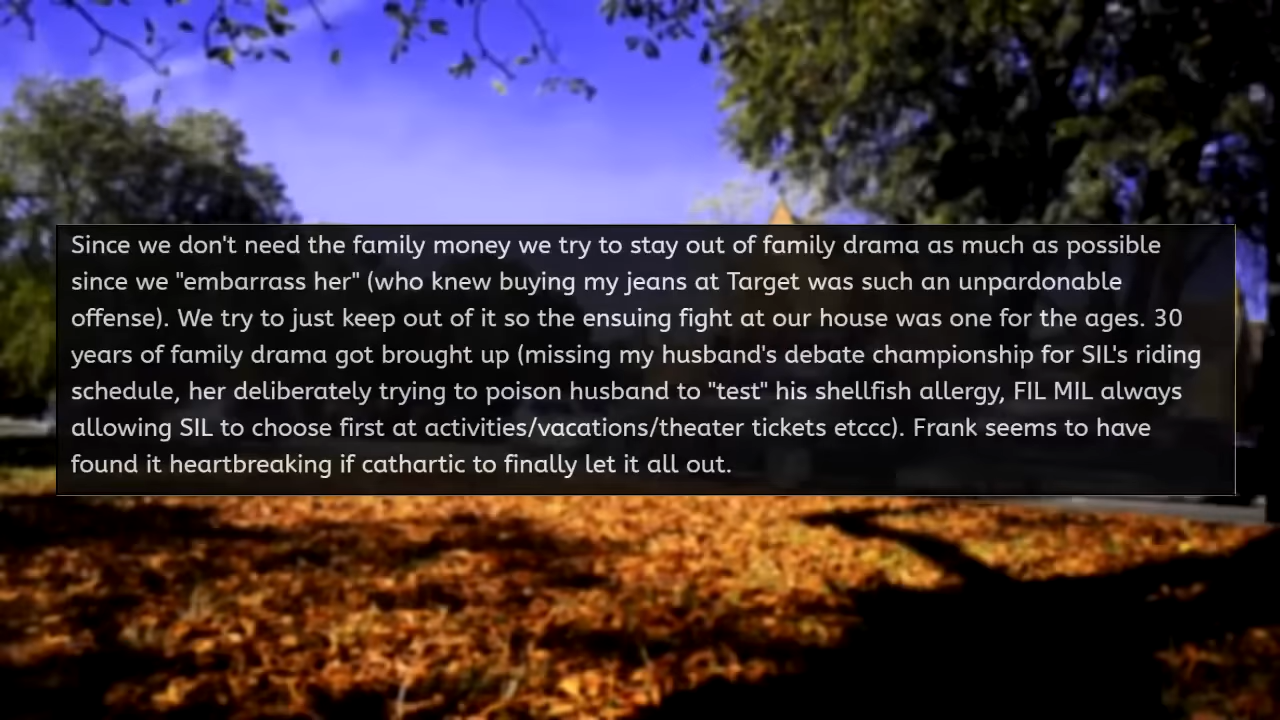 Since we don't need the family money we try to stay out of family drama as much as possible
since we "embarrass her" (who knew buying my jeans at Target was such an unpardonable
offense). We try to just keep out of it so the ensuing fight at our house was one for the ages. 30
years of family drama got brought up (missing my husband's debate championship for SIL's riding
schedule, her deliberately trying to poison husband to "test" his shellfish allergy, FIL MIL always
allowing SIL to choose first at activities/vacations/theater tickets etccc). Frank seems to have
found it heartbreaking if cathartic to finally let it all out.